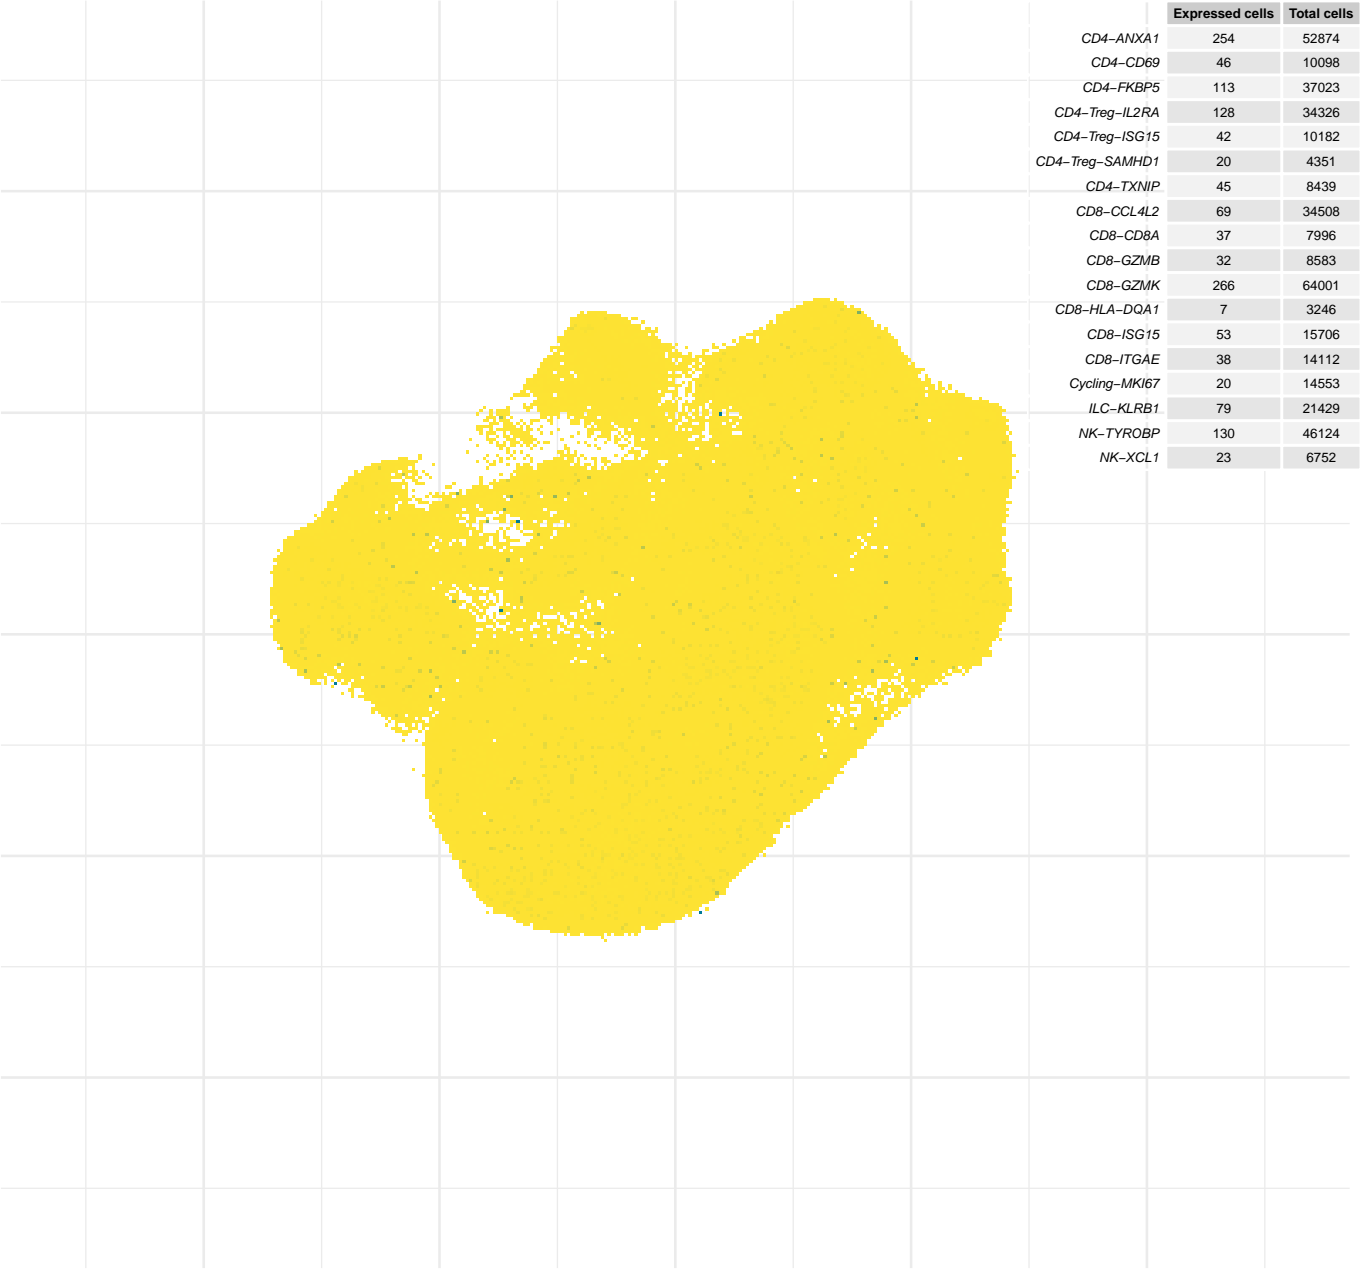 Expressed cells Total cells
CD4−ANXA1 254 52874
CD4−CD69 46 10098
CD4−FKBP5 113 37023
CD4−Treg−IL2RA 128 34326
CD4−Treg−ISG15 42 10182
CD4−Treg−SAMHD1 20 4351
CD4−TXNIP 45 8439
CD8−CCL4L2 69 34508
CD8−CD8A 37 7996
CD8−GZMB 32 8583
CD8−GZMK 266 64001
CD8−HLA−DQA1 7 3246
CD8−ISG15 53 15706
CD8−ITGAE 38 14112
Cycling−MKI67 20 14553
ILC−KLRB1 79 21429
NK−TYROBP 130 46124
NK−XCL1 23 6752